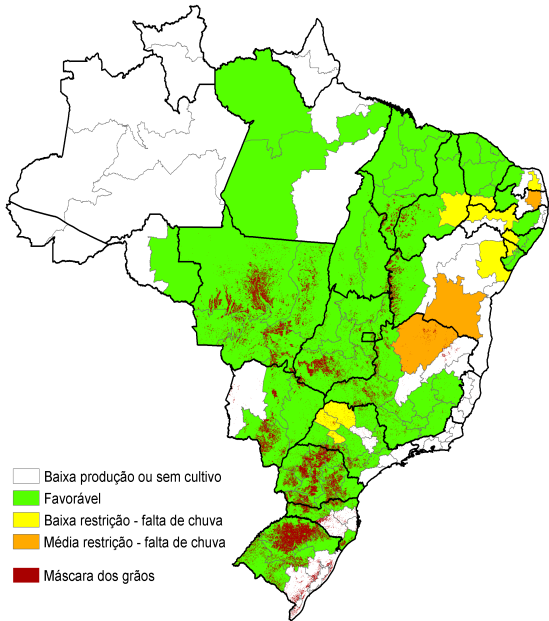 Baixa produção ou sem cultivo
Favorável
Baixa restrição - falta de chuva
Média restrição - falta de chuva
Máscara dos grãos